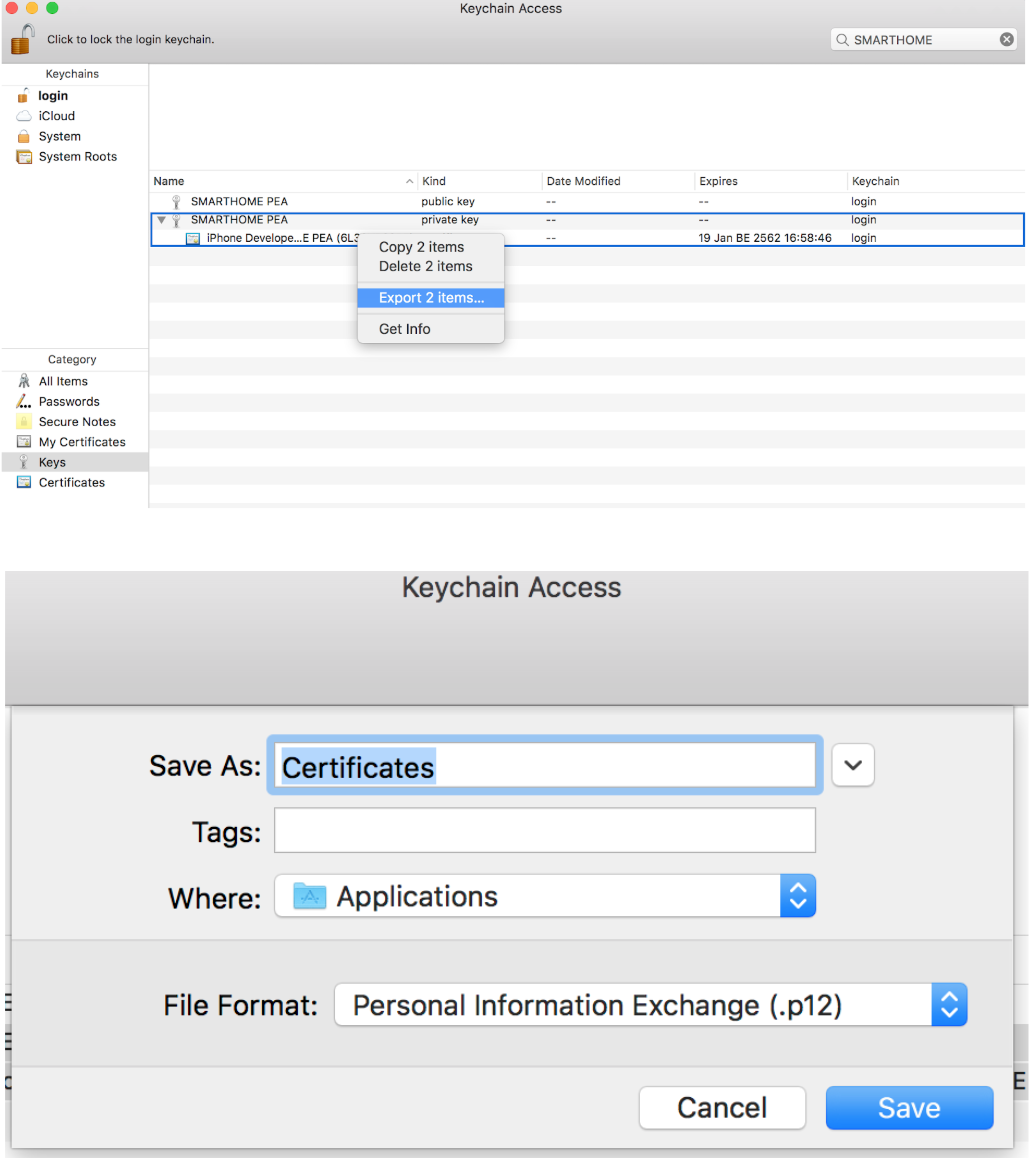 Keychain Access
Click to lock the login keychain.
SMARTHOME
Keychains
login
iCloud
System
System Roots
Name Kind Date Modified Expires Keychain
SMARTHOME PEA public key -- -- login
SMARTHOME PEA private key -- -- login
iPhone Develope...E PEA (6L3 -- 19 Jan BE 2562 16:58:46 login
Copy 2 items
Delete 2 items
Export 2 items...
Get Info
Category
All Items
Passwords
Secure Notes
My Certificates
Keys
Certificates
Keychain Access
Save As: Certificates
Tags:
Where: Applications
File Format: Personal Information Exchange (.p12)
E
Cancel Save